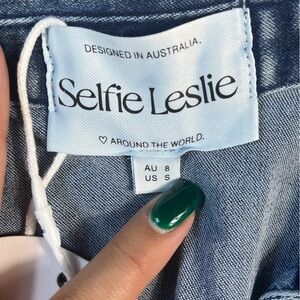 DESIGNED IN AUSTRALIA.
Selfie Leslie
♡ AROUND THE WORLD.
AU 8
US S